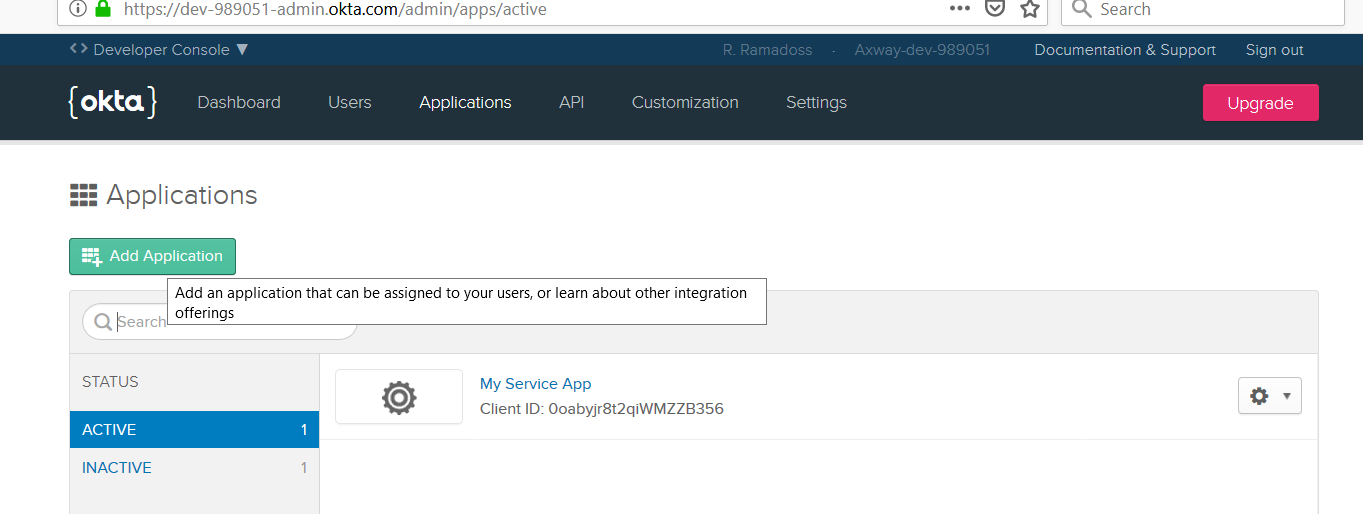 https://dev-989051-admin.okta.com/admin/apps/active
Search
<> Developer Console ▼
R. Ramadoss · Axway-dev-989051
Documentation & Support
Sign out
{okta}
Dashboard
Users
Applications
API
Customization
Settings
Upgrade
Applications
Add Application
Add an application that can be assigned to your users, or learn about other integration
offerings
Search
STATUS
ACTIVE 1
INACTIVE 1
My Service App
Client ID: 0oabyjr8t2qiWMZZB356